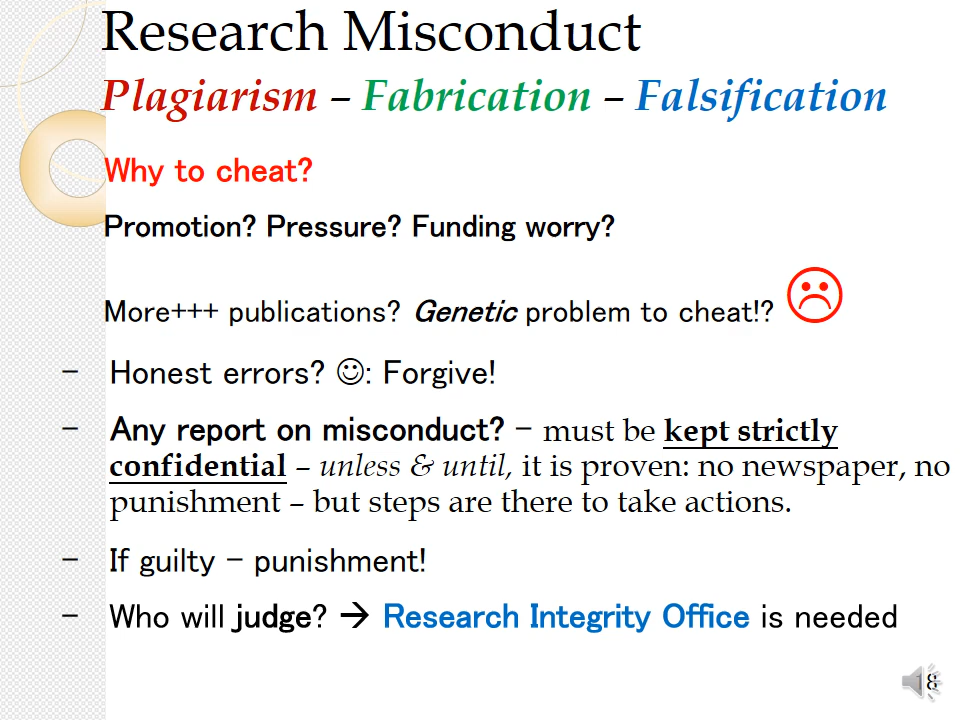 Research Misconduct
Plagiarism – Fabrication – Falsification
Why to cheat?
Promotion? Pressure? Funding worry?
More+++ publications? Genetic problem to cheat!? ☹
- Honest errors? ☺: Forgive!
- Any report on misconduct? - must be kept strictly
confidential – unless & until, it is proven: no newspaper, no
punishment – but steps are there to take actions.
- If guilty - punishment!
- Who will judge? → Research Integrity Office is needed
18